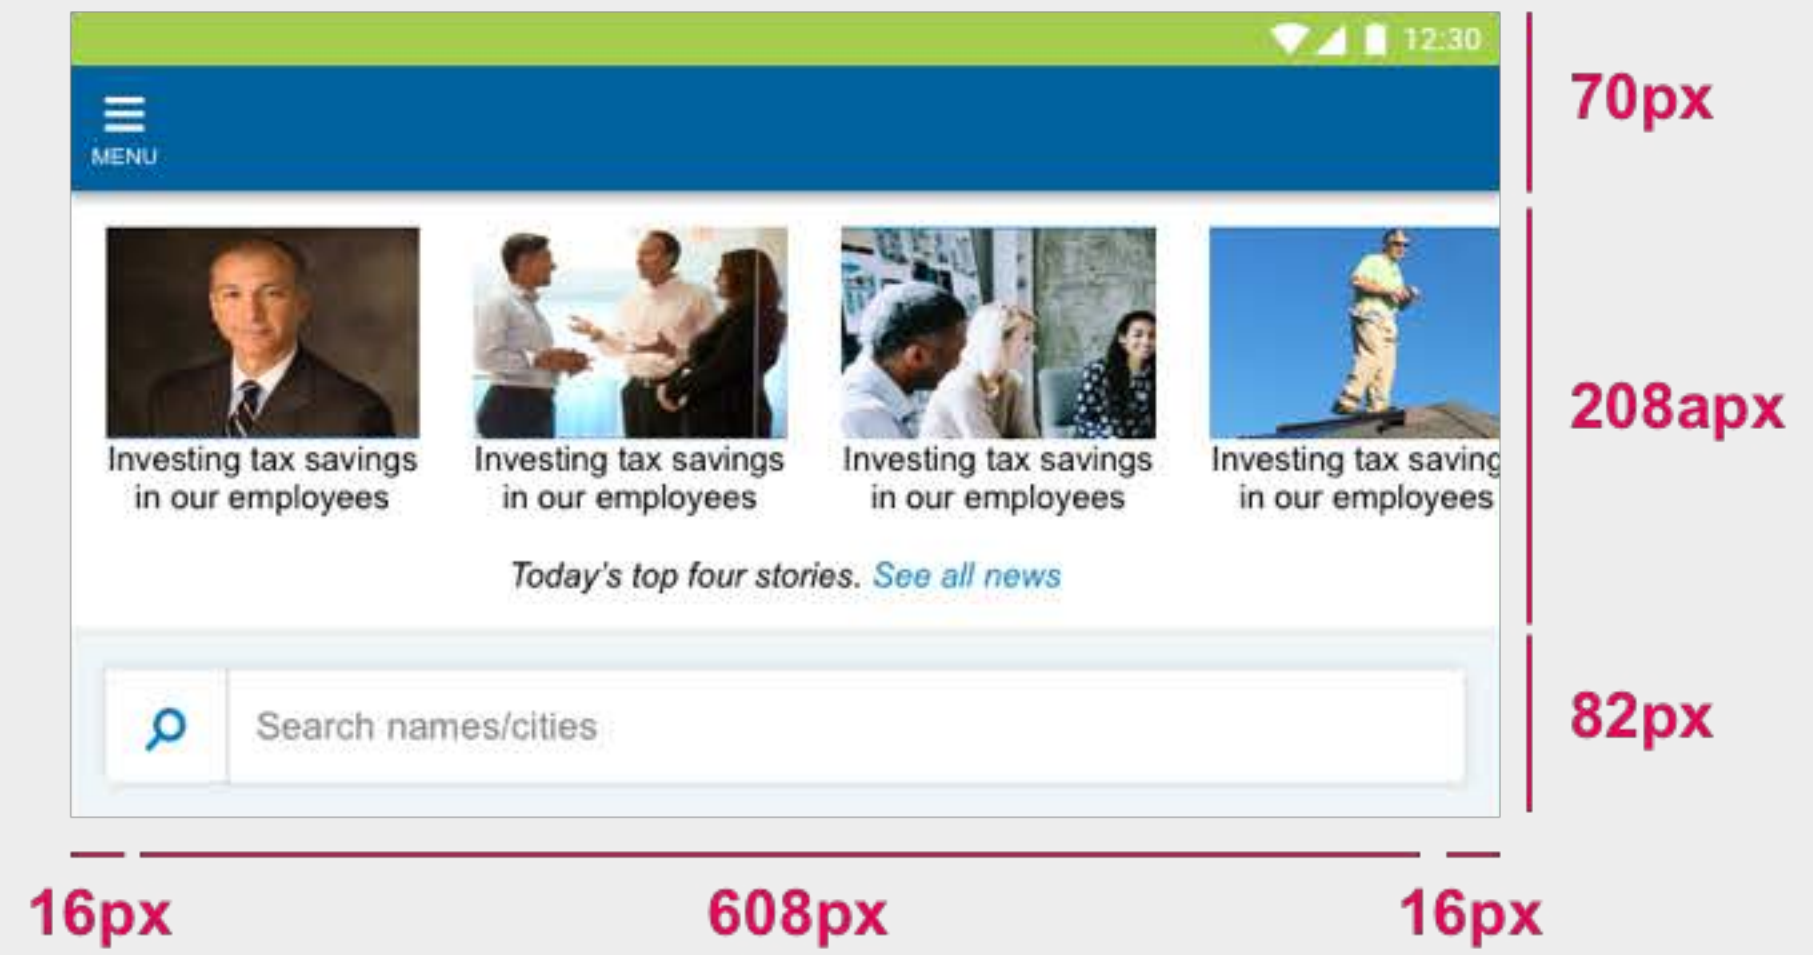 12:30
70px
MENU
208apx
Investing tax savings
in our employees
Investing tax savings
in our employees
Investing tax savings
in our employees
Investing tax saving
in our employees
Today's top four stories. See all news
Search names/cities
82px
16px
608px
16px